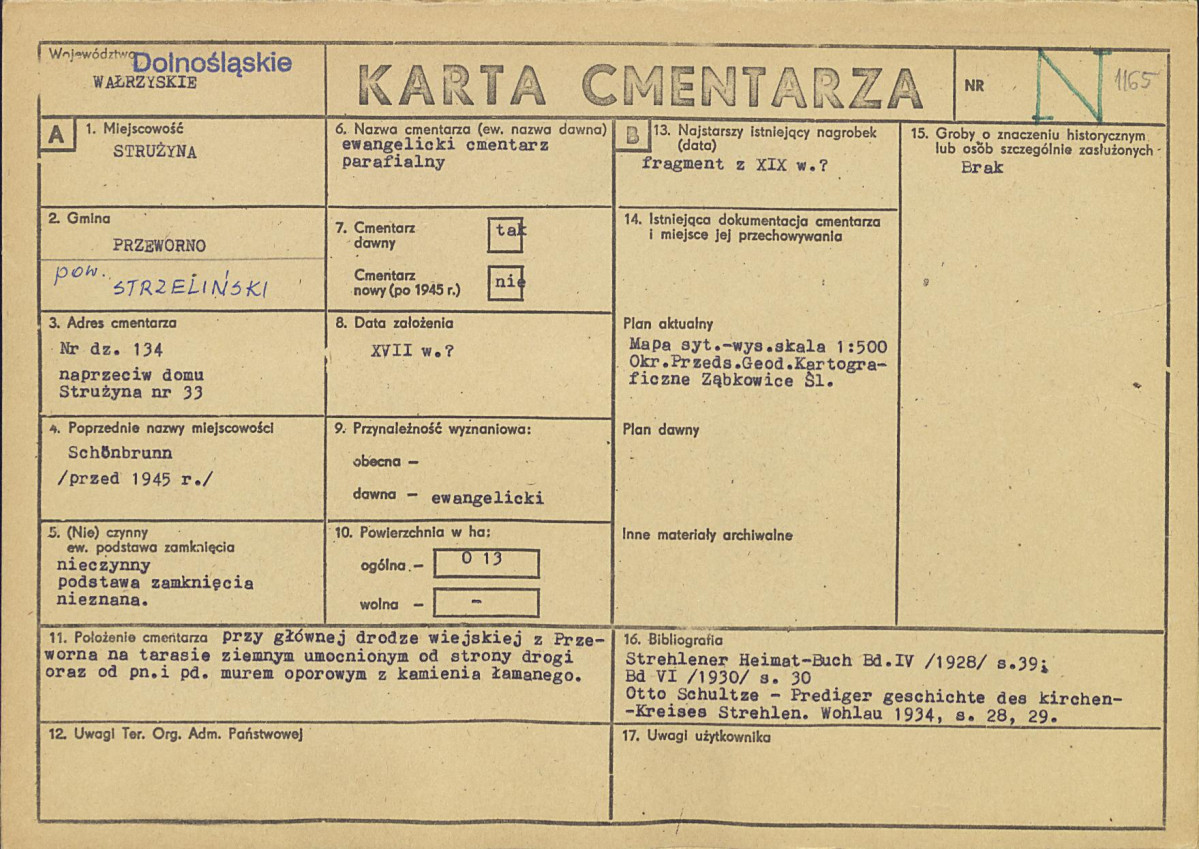 Województwo Dolnośląskie
WAŁRZYSKIE
KARTA CMENTARZA
NR
N 1165
A
1. Miejscowość
STRUŻYNA
2. Gmina
PRZEWORNO
pow. STRZELIŃSKI
3. Adres cmentarza
Nr dz. 134
naprzeciw domu
Strużyna nr 33
4. Poprzednie nazwy miejscowości
Schönbrunn
/przed 1945 r./
5. (Nie) czynny
ew. podstawa zamknięcia
nieczynny
podstawa zamknięcia
nieznana.
6. Nazwa cmentarza (ew. nazwa dawna)
ewangelicki cmentarz
parafialny
7. Cmentarz
dawny
tak
Cmentarz
nowy (po 1945 r.)
nie
8. Data założenia
XVII w.?
9. Przynależność wyznaniowa:
obecna –
dawna – ewangelicki
10. Powierzchnia w ha:
ogólna – 0 13
wolna – -
11. Położenie cmentarza przy głównej drodze wiejskiej z Prze-
worna na tarasie ziemnym umocnionym od strony drogi
oraz od pn.i pd. murem oporowym z kamienia łamanego.
12. Uwagi Ter. Org. Adm. Państwowej
B
13. Najstarszy istniejący nagrobek
(data)
fragment z XIX w.?
14. Istniejąca dokumentacja cmentarza
i miejsce jej przechowywania
Plan aktualny
Mapa syt.-wys.skala 1:500
Okr.Przeds.Geod.Kartogra-
ficzne Ząbkowice Śl.
Plan dawny
Inne materiały archiwalne
15. Groby o znaczeniu historycznym
lub osób szczególnie zasłużonych
Brak
16. Bibliografia
Strehlener Heimat-Buch Bd.IV /1928/ s.39;
Bd VI /1930/ s. 30
Otto Schultze - Prediger geschichte des kirchen-
-Kreises Strehlen. Wohlau 1934, s. 28, 29.
17. Uwagi użytkownika